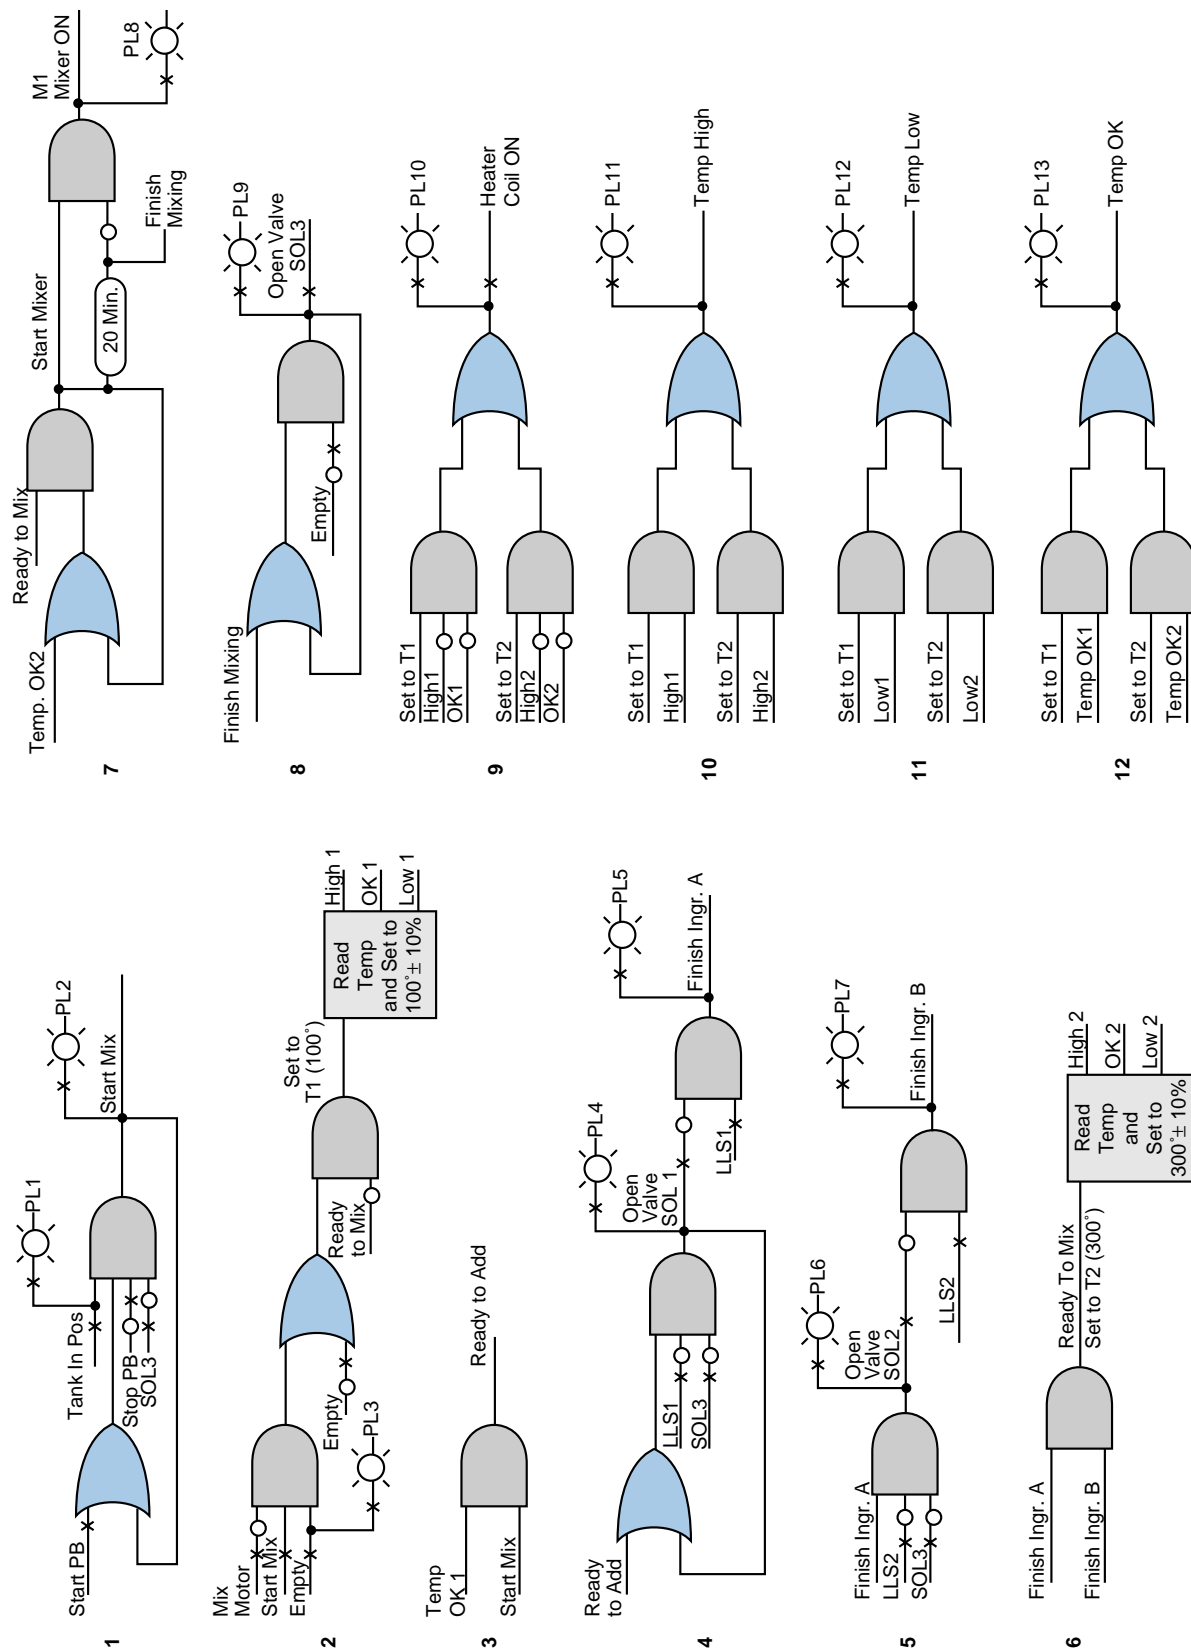 1
Start PB
Tank In Pos
Stop PB
SOL3
PL1
PL2
Start Mix
2
Mix
Motor
Start Mix
Empty
Empty
PL3
Ready
to Mix
Set to
T1 (100°)
Read
Temp
and Set to
100°± 10%
High 1
OK 1
Low 1
3
Temp
OK 1
Start Mix
Ready to Add
4
Ready
to Add
LLS1
SOL3
PL4
Open
Valve
SOL 1
LLS1
PL5
Finish Ingr. A
5
Finish Ingr. A
LLS2
SOL3
PL6
Open
Valve
SOL2
LLS2
PL7
Finish Ingr. B
6
Finish Ingr. A
Finish Ingr. B
Ready To Mix
Set to T2 (300°)
Read
Temp
and
Set to
300°± 10%
High 2
OK 2
Low 2
7
Temp. OK2
Ready to Mix
Start Mixer
20 Min.
Finish
Mixing
M1
Mixer ON
PL8
8
Finish Mixing
Empty
PL9
Open Valve
SOL3
9
Set to T1
High1
OK1
Set to T2
High2
OK2
PL10
Heater
Coil ON
10
Set to T1
High1
Set to T2
High2
PL11
Temp High
11
Set to T1
Low1
Set to T2
Low2
PL12
Temp Low
12
Set to T1
Temp OK1
Set to T2
Temp OK2
PL13
Temp OK